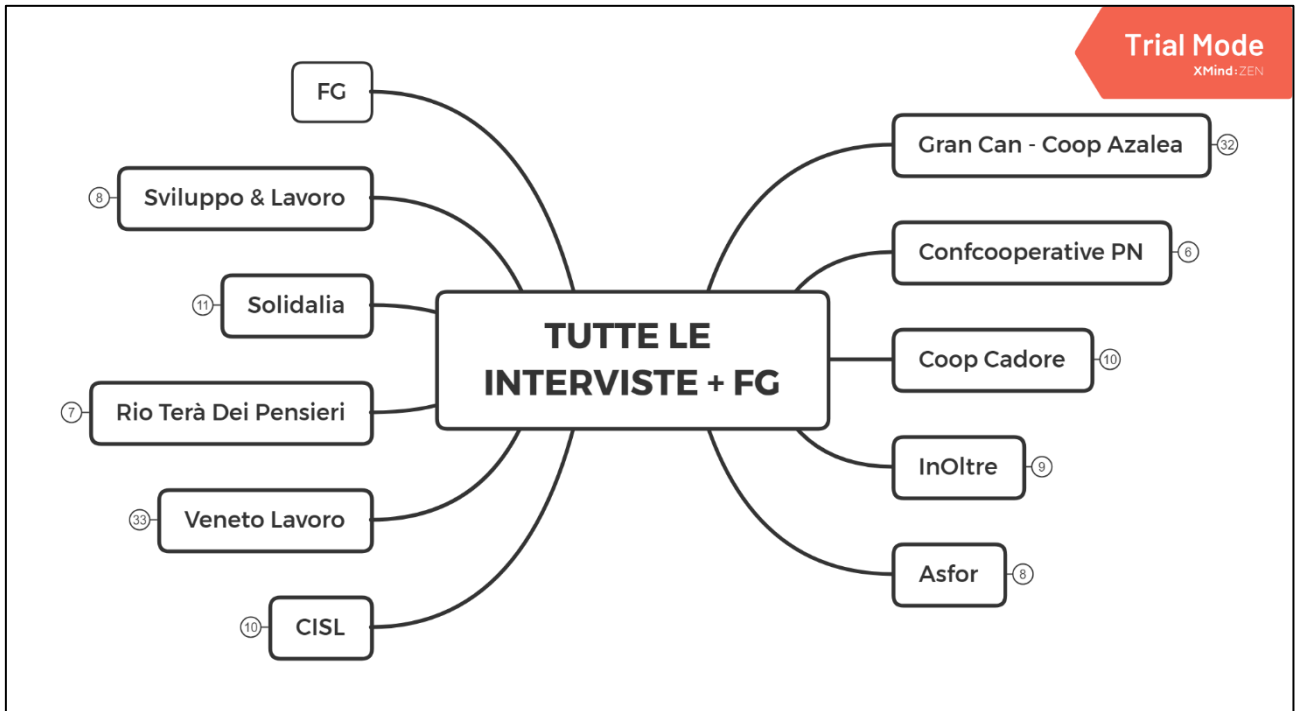 Trial Mode
XMind:ZEN
FG
Sviluppo & Lavoro
8
Solidalia
11
Rio Terà Dei Pensieri
7
Veneto Lavoro
33
CISL
10
TUTTE LE
INTERVISTE + FG
Gran Can - Coop Azalea
32
Confcooperative PN
6
Coop Cadore
10
InOltre
9
Asfor
8